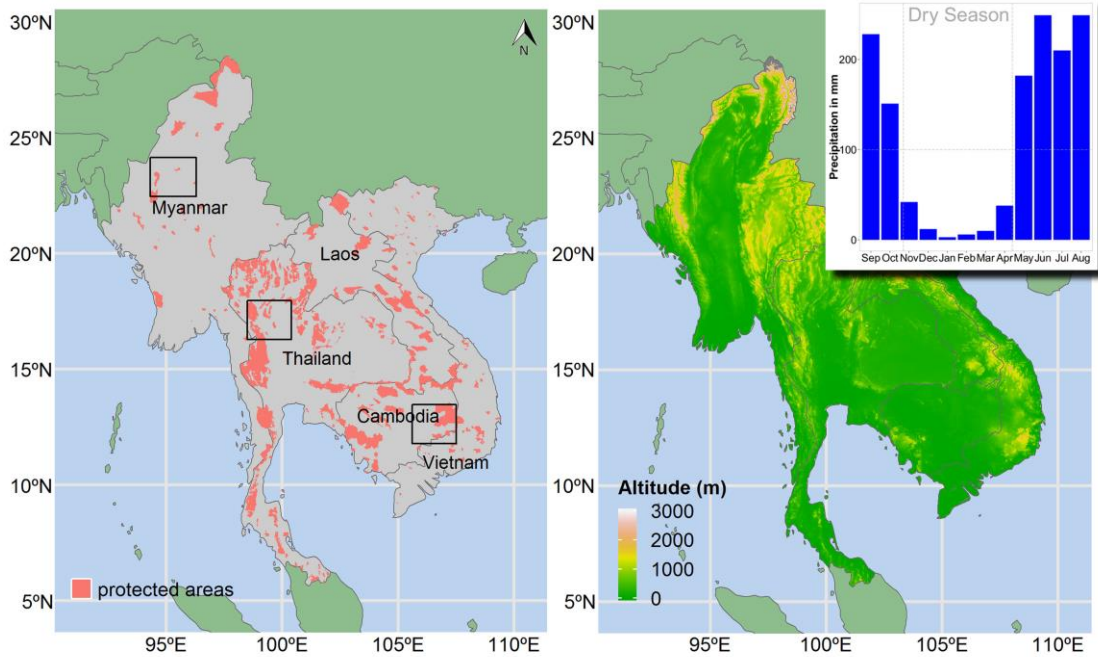 30ºN
25ºN
20ºN
15ºN
10ºN
5ºN
N
Myanmar
Laos
Thailand
Cambodia
Vietnam
protected areas
95ºE 100ºE 105ºE 110ºE
30ºN
25ºN
20ºN
15ºN
10ºN
5ºN
Altitude (m)
3000
2000
1000
0
95ºE 100ºE 105ºE 110ºE
Dry Season
Precipitation in mm
200
100
0
Sep Oct Nov Dec Jan Feb Mar Apr May Jun Jul Aug